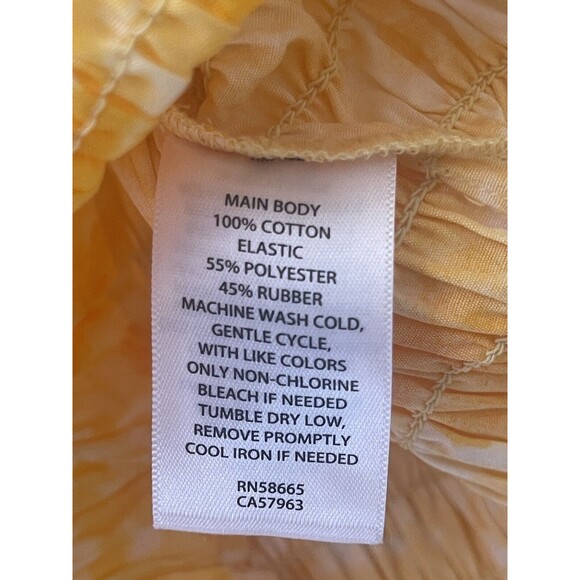 MAIN BODY
100% COTTON
ELASTIC
55% POLYESTER
45% RUBBER
MACHINE WASH COLD,
GENTLE CYCLE,
WITH LIKE COLORS
ONLY NON-CHLORINE
BLEACH IF NEEDED
TUMBLE DRY LOW,
REMOVE PROMPTLY
COOL IRON IF NEEDED
RN58665
CA57963